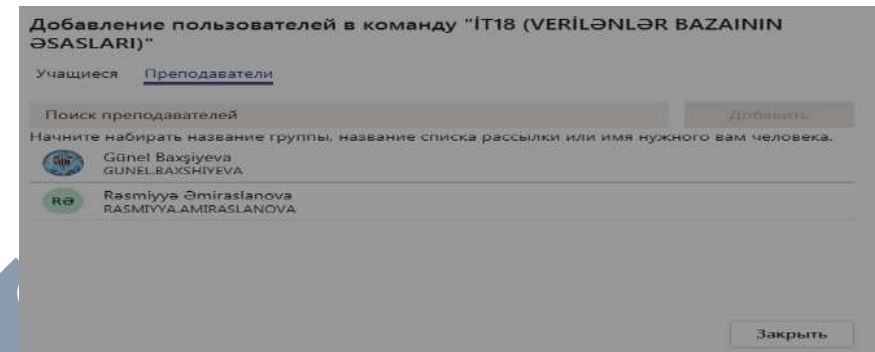 Добавление пользователей в команду "İT18 (VERİLƏNLƏR BAZAININ
ƏSASLARI)"
Учащиеся Преподаватели
Поиск преподавателей Добавить
Начните набирать название группы, название списка рассылки или имя нужного вам человека.
Günel Baxşiyeva
GUNEL.BAXSHIYEVA
RƏ Rəsmiyyə Əmiraslanova
RASMIYYA.AMIRASLANOVA
Закрыть